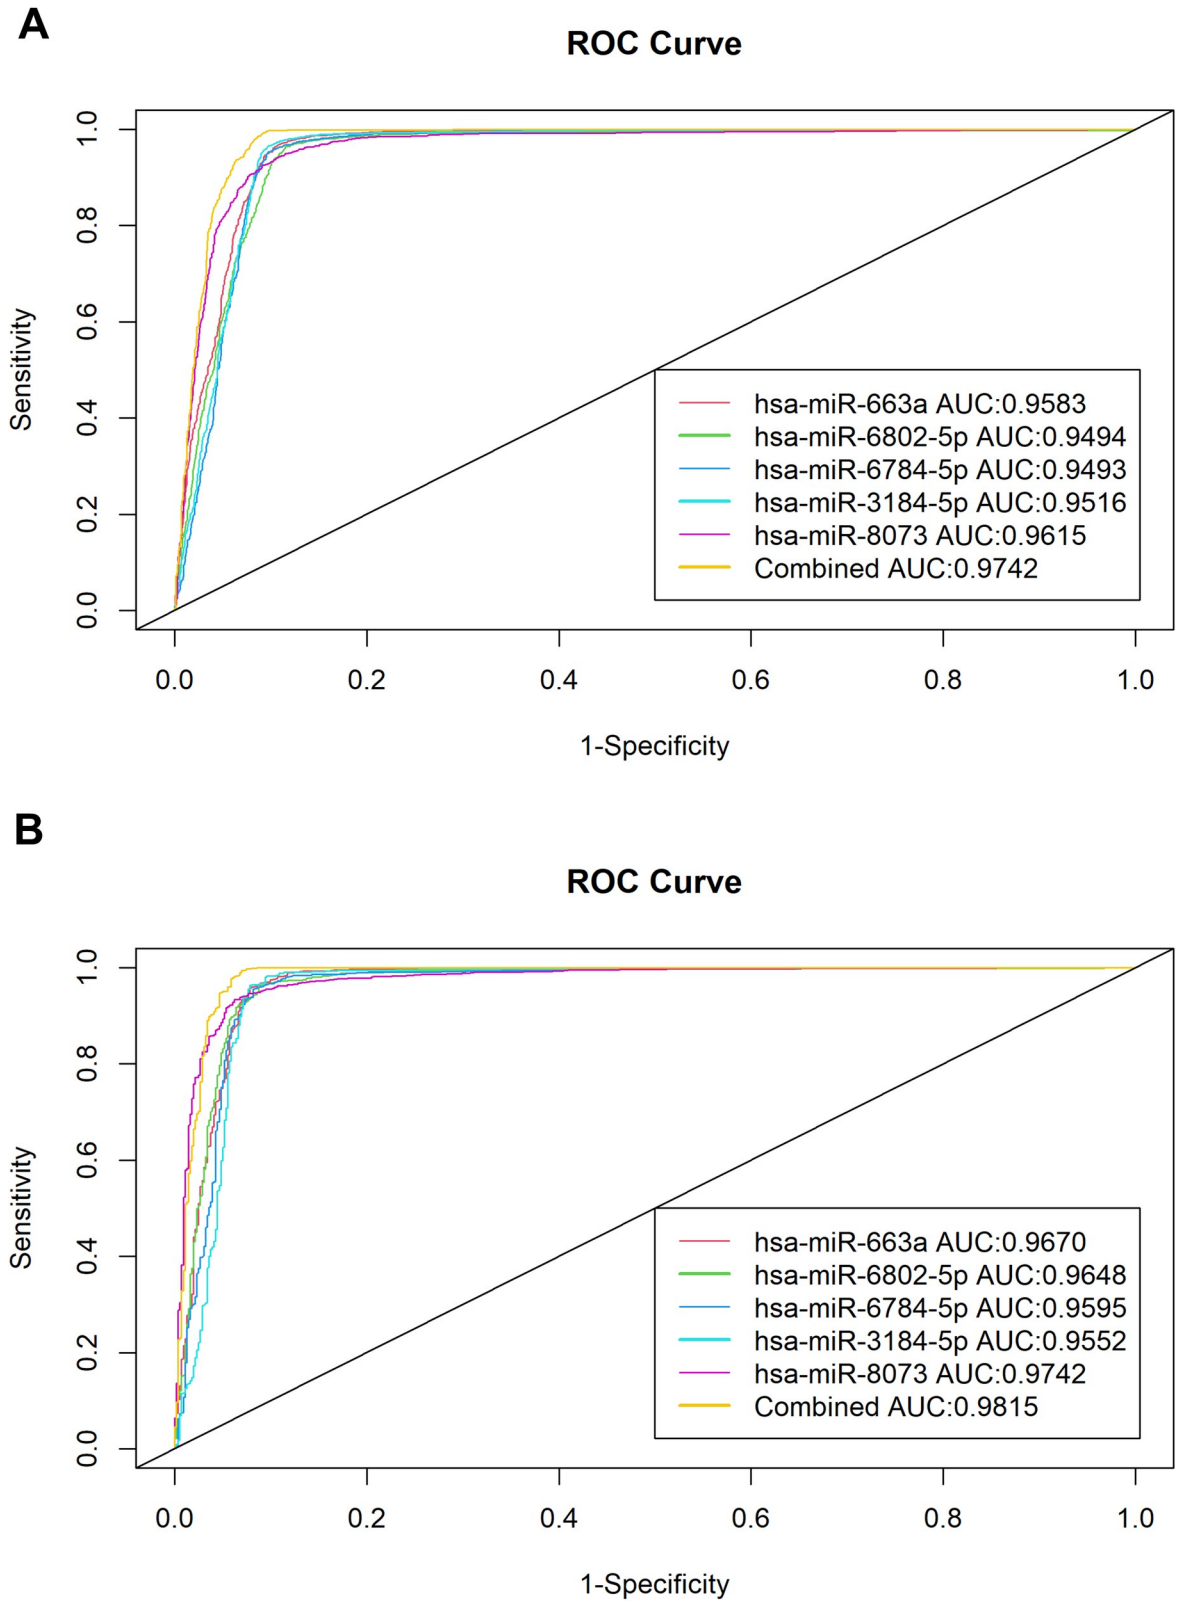 A
ROC Curve
1.0
0.8
0.6
0.4
0.2
0.0
Sensitivity
hsa-miR-663a AUC:0.9583
hsa-miR-6802-5p AUC:0.9494
hsa-miR-6784-5p AUC:0.9493
hsa-miR-3184-5p AUC:0.9516
hsa-miR-8073 AUC:0.9615
Combined AUC:0.9742
0.0 0.2 0.4 0.6 0.8 1.0
1-Specificity
B
ROC Curve
1.0
0.8
0.6
0.4
0.2
0.0
Sensitivity
hsa-miR-663a AUC:0.9670
hsa-miR-6802-5p AUC:0.9648
hsa-miR-6784-5p AUC:0.9595
hsa-miR-3184-5p AUC:0.9552
hsa-miR-8073 AUC:0.9742
Combined AUC:0.9815
0.0 0.2 0.4 0.6 0.8 1.0
1-Specificity